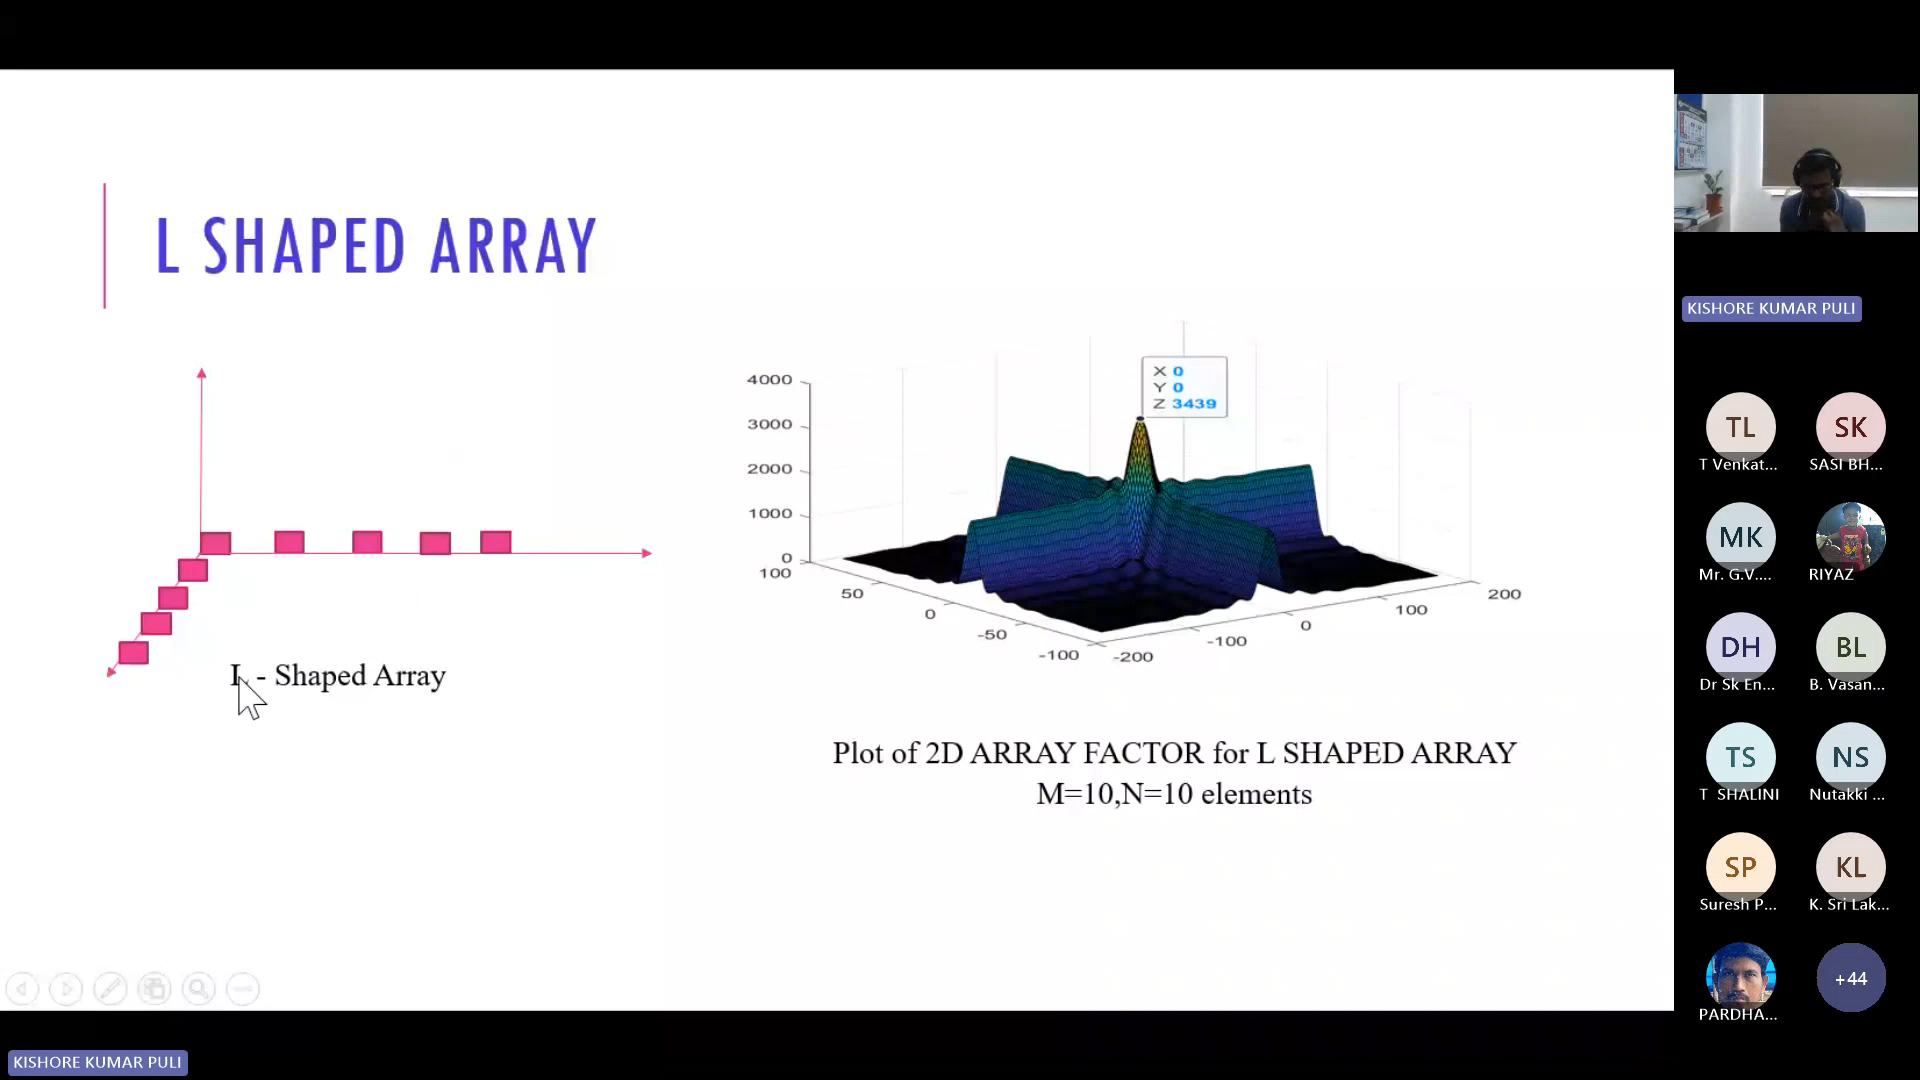 L SHAPED ARRAY
L - Shaped Array
X 0
Y 0
Z 3439
4000
3000
2000
1000
0
100
50
0
-50
-100
-200
-100
0
100
200
Plot of 2D ARRAY FACTOR for L SHAPED ARRAY
M=10,N=10 elements
KISHORE KUMAR PULI
TL
T Venkat...
SK
SASI BH...
MK
Mr. G.V....
RIYAZ
DH
Dr Sk En...
BL
B. Vasan...
TS
T SHALINI
NS
Nutakki ...
SP
Suresh P...
KL
K. Sri Lak...
PARDHA...
+44
KISHORE KUMAR PULI